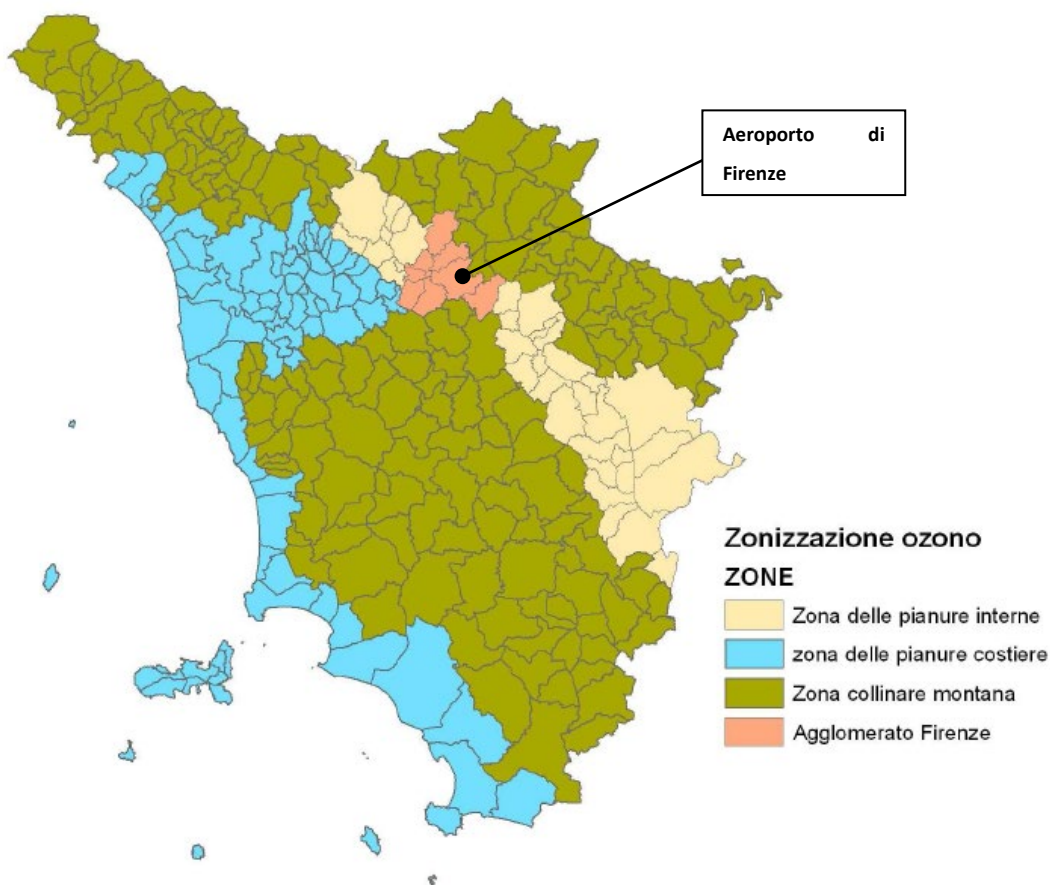 Aeroporto di
Firenze
Zonizzazione ozono
ZONE
Zona delle pianure interne
zona delle pianure costiere
Zona collinare montana
Agglomerato Firenze